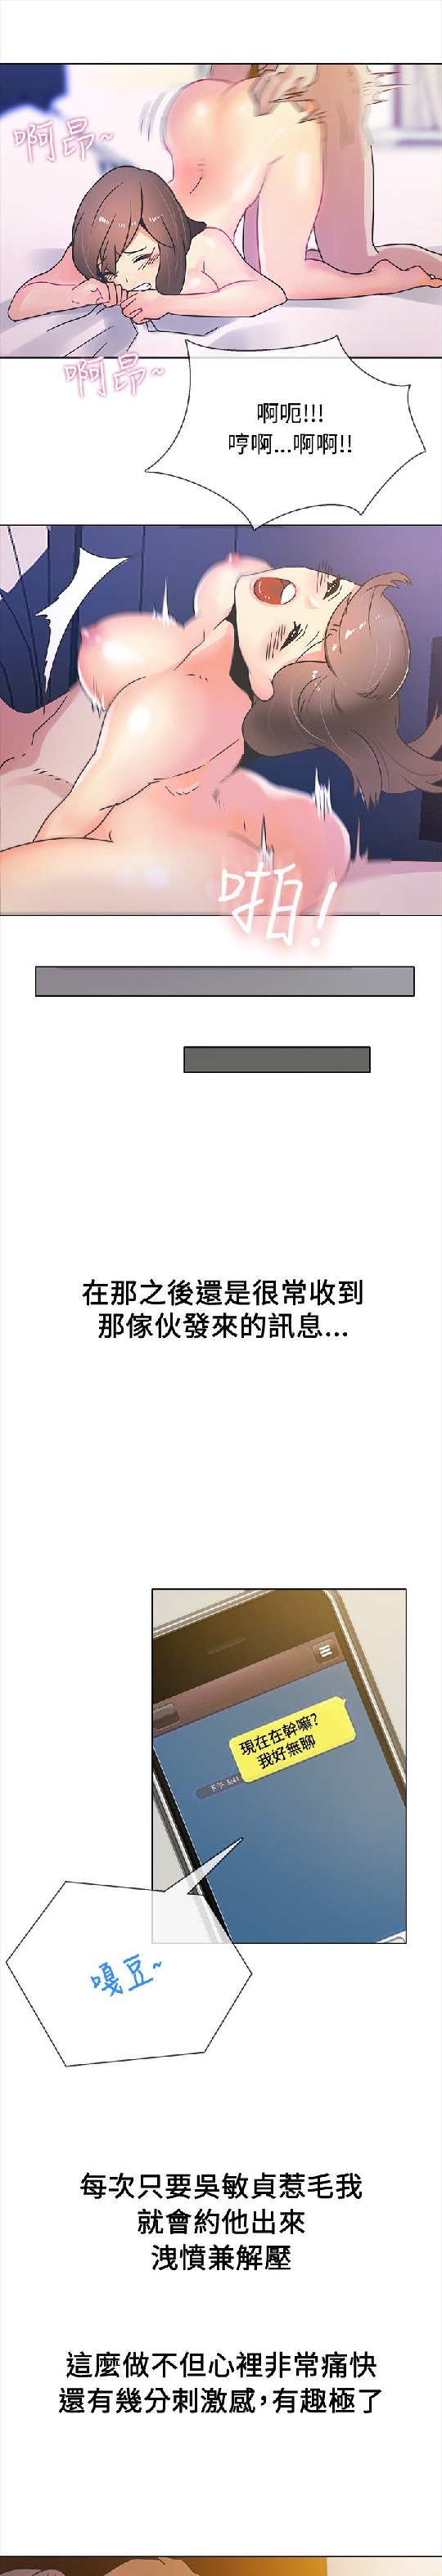 啊昂~
啊昂~
啊呃!!!
哼啊...啊啊!!
啪!
在那之後還是很常收到
那傢伙發來的訊息...
現在在幹嘛?
我好無聊
嘎豆~
每次只要吳敏貞惹毛我
就會約他出來
洩憤兼解壓
這麼做不但心裡非常痛快
還有幾分刺激感,有趣極了